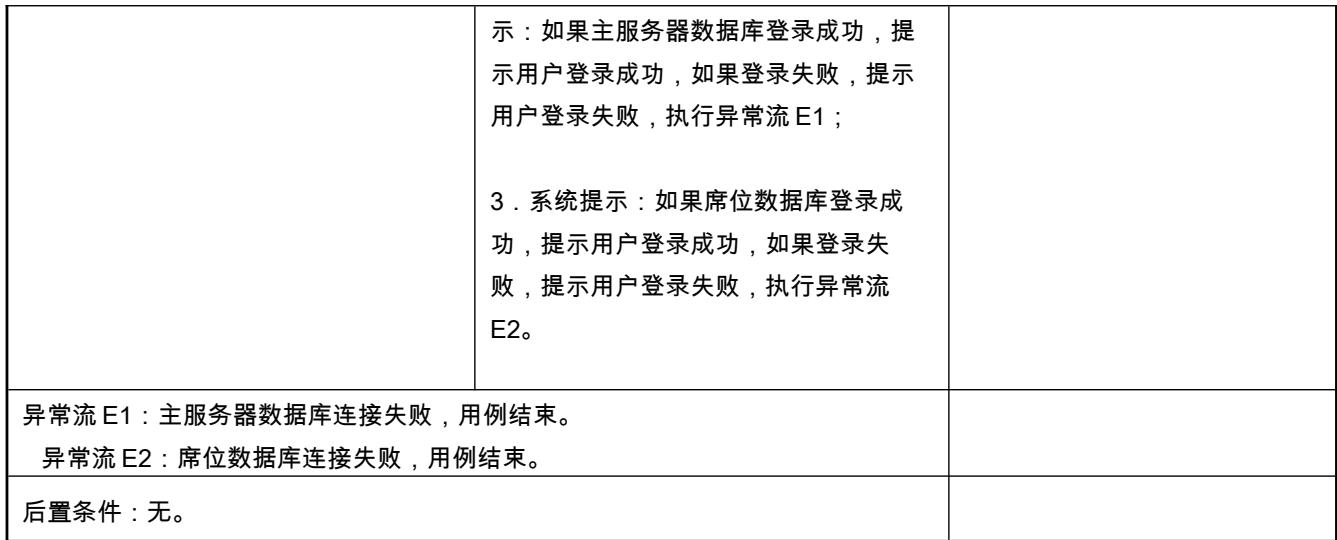 示：如果主服务器数据库登录成功，提
示用户登录成功，如果登录失败，提示
用户登录失败，执行异常流 E1；
3．系统提示：如果席位数据库登录成
功，提示用户登录成功，如果登录失
败，提示用户登录失败，执行异常流
E2。
异常流 E1：主服务器数据库连接失败，用例结束。
异常流 E2：席位数据库连接失败，用例结束。
后置条件：无。